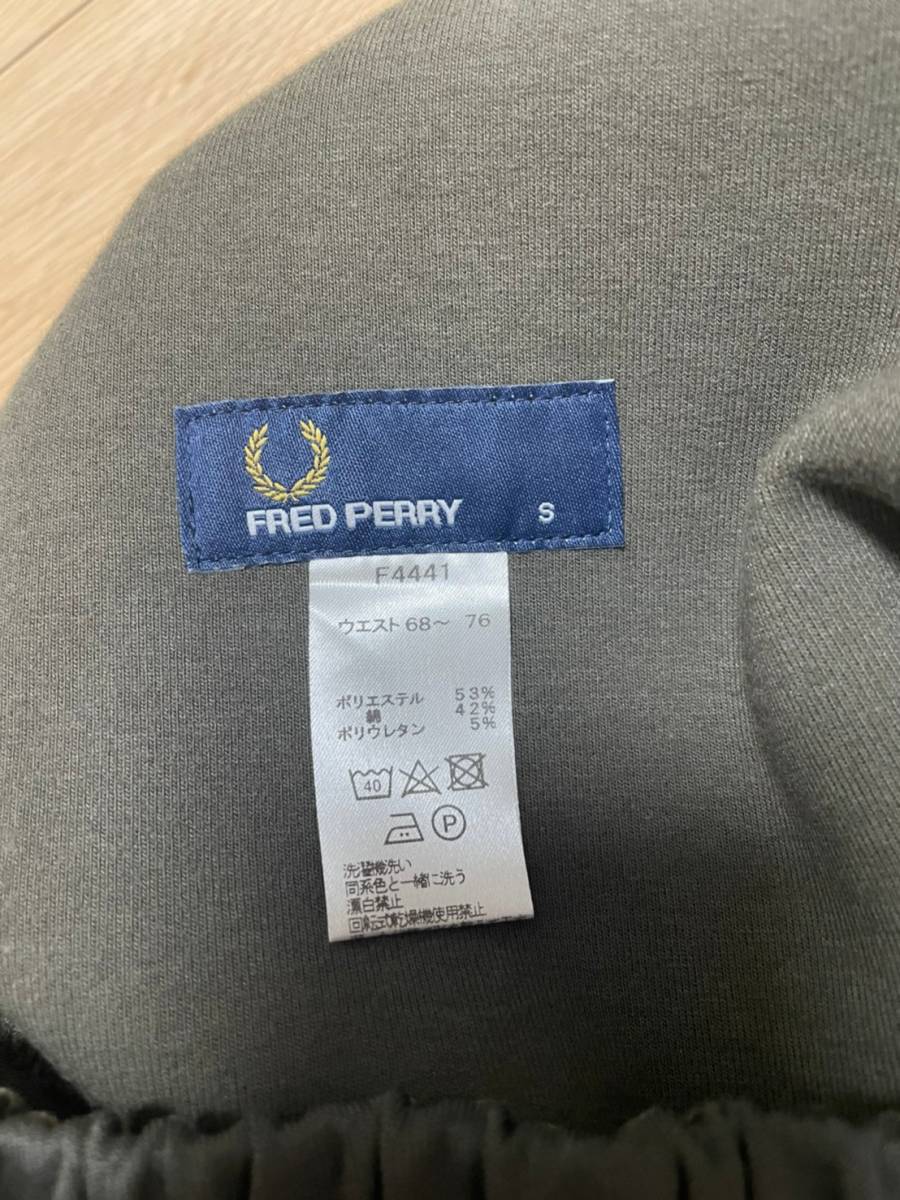 FRED PERRY S
F4441
ウエスト 68～ 76
ポリエステル 53%
綿 42%
ポリウレタン 5%
40
P
洗濯機洗い
同系色と一緒に洗う
漂白禁止
回転式乾燥機使用禁止